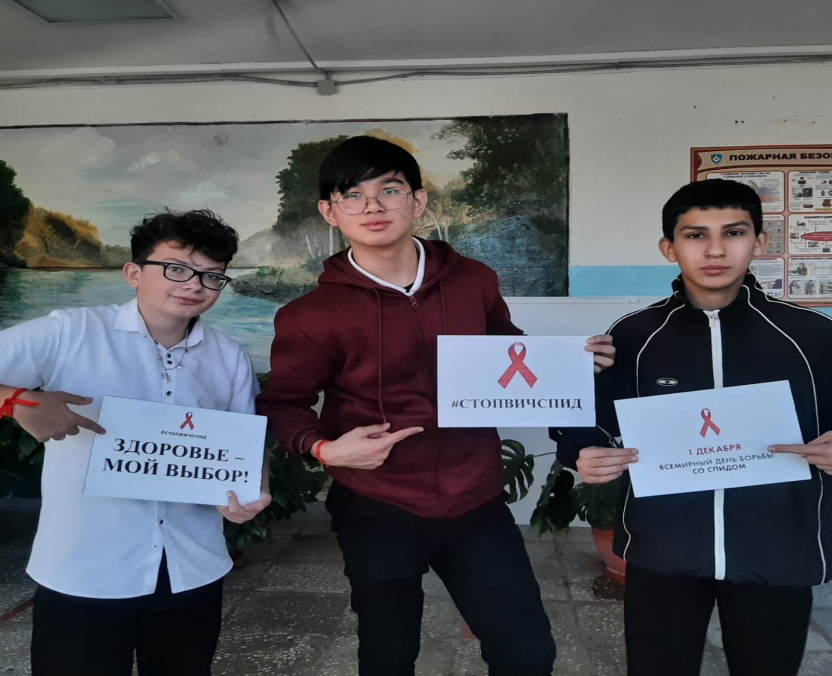 ПОЖАРНАЯ БЕЗО
#СТОПВИЧСПИД
ЗДОРОВЬЕ –
МОЙ ВЫБОР!
#СТОПВИЧСПИД
1 ДЕКАБРЯ
ВСЕМИРНЫЙ ДЕНЬ БОРЬБЫ
СО СПИДОМ